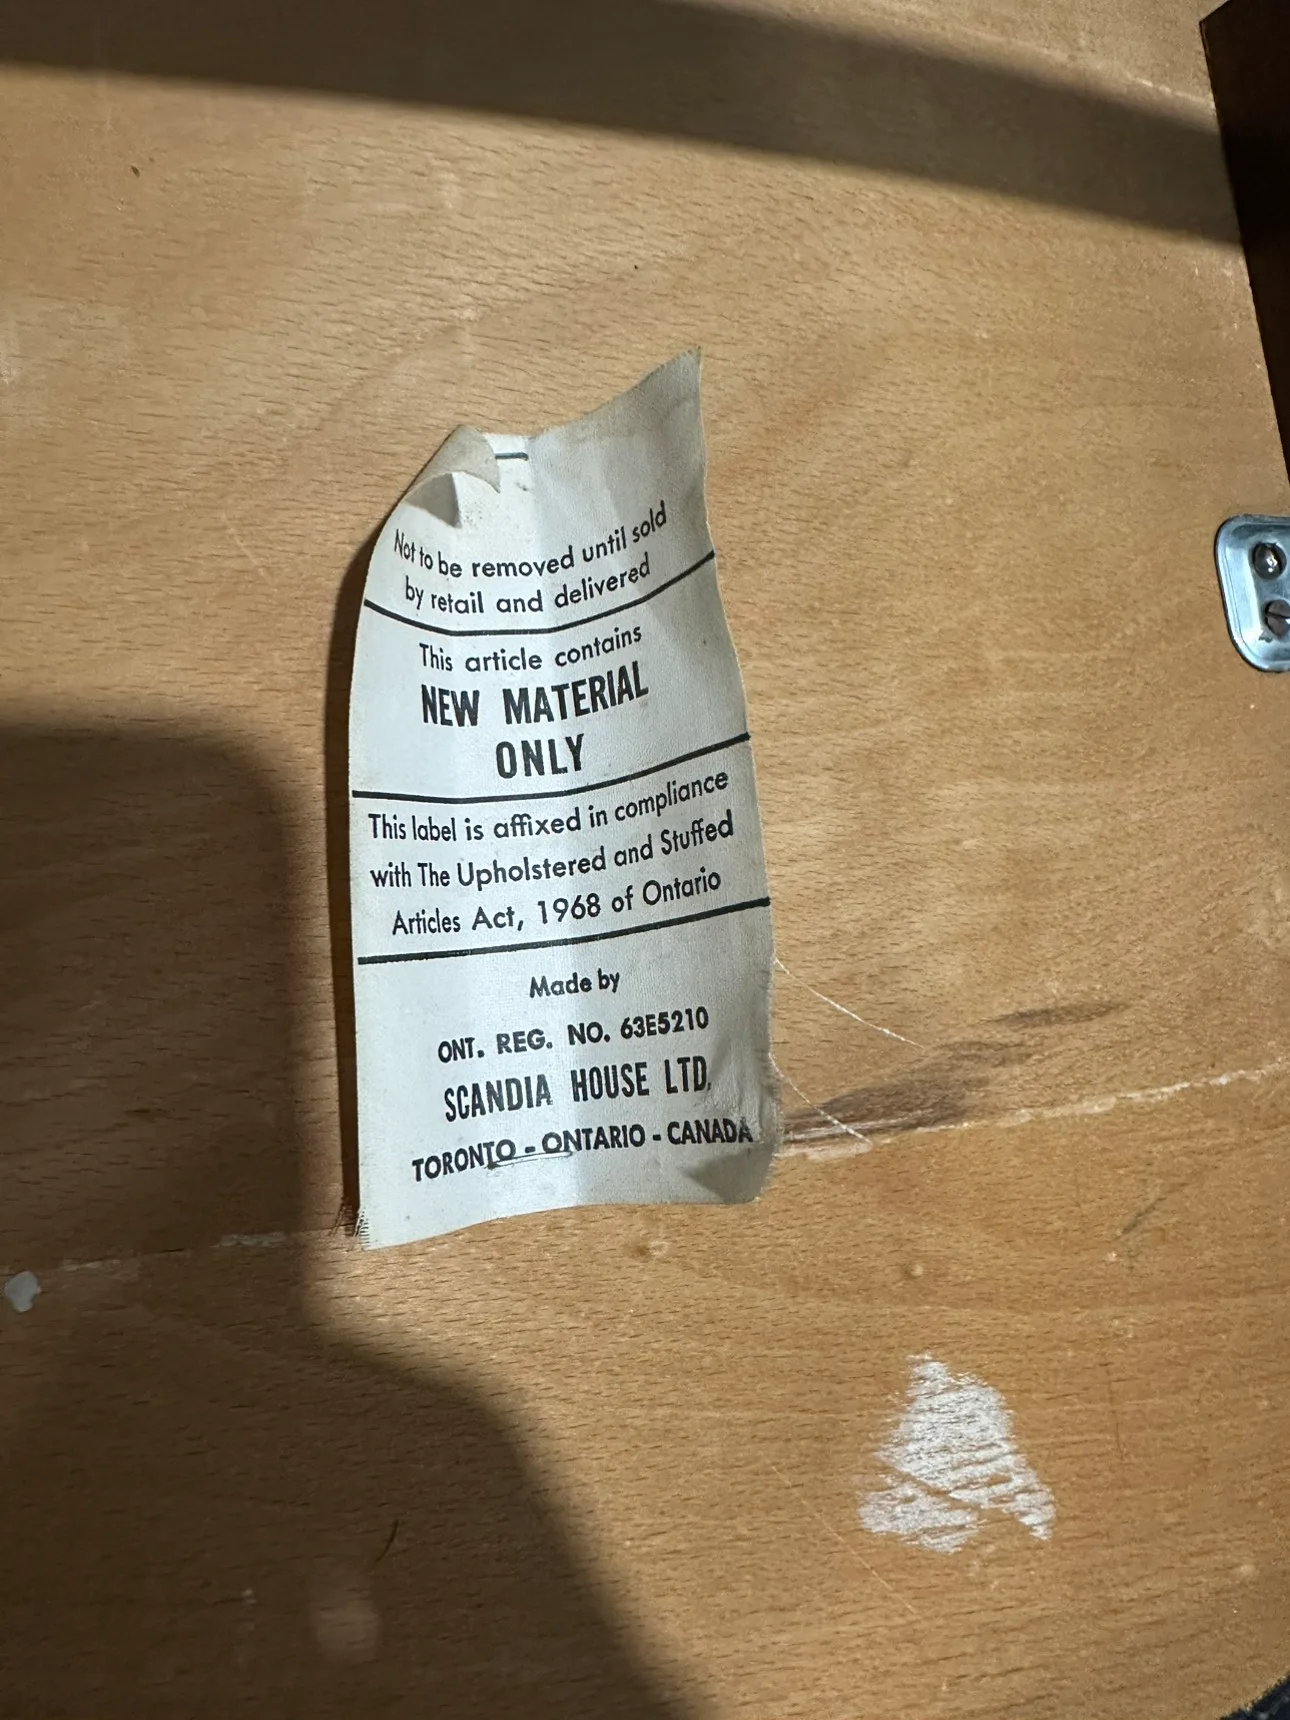 Not to be removed until sold
by retail and delivered
This article contains
NEW MATERIAL
ONLY
This label is affixed in compliance
with The Upholstered and Stuffed
Articles Act, 1968 of Ontario
Made by
ONT. REG. NO. 63E5210
SCANDIA HOUSE LTD.
TORONTO - ONTARIO - CANADA